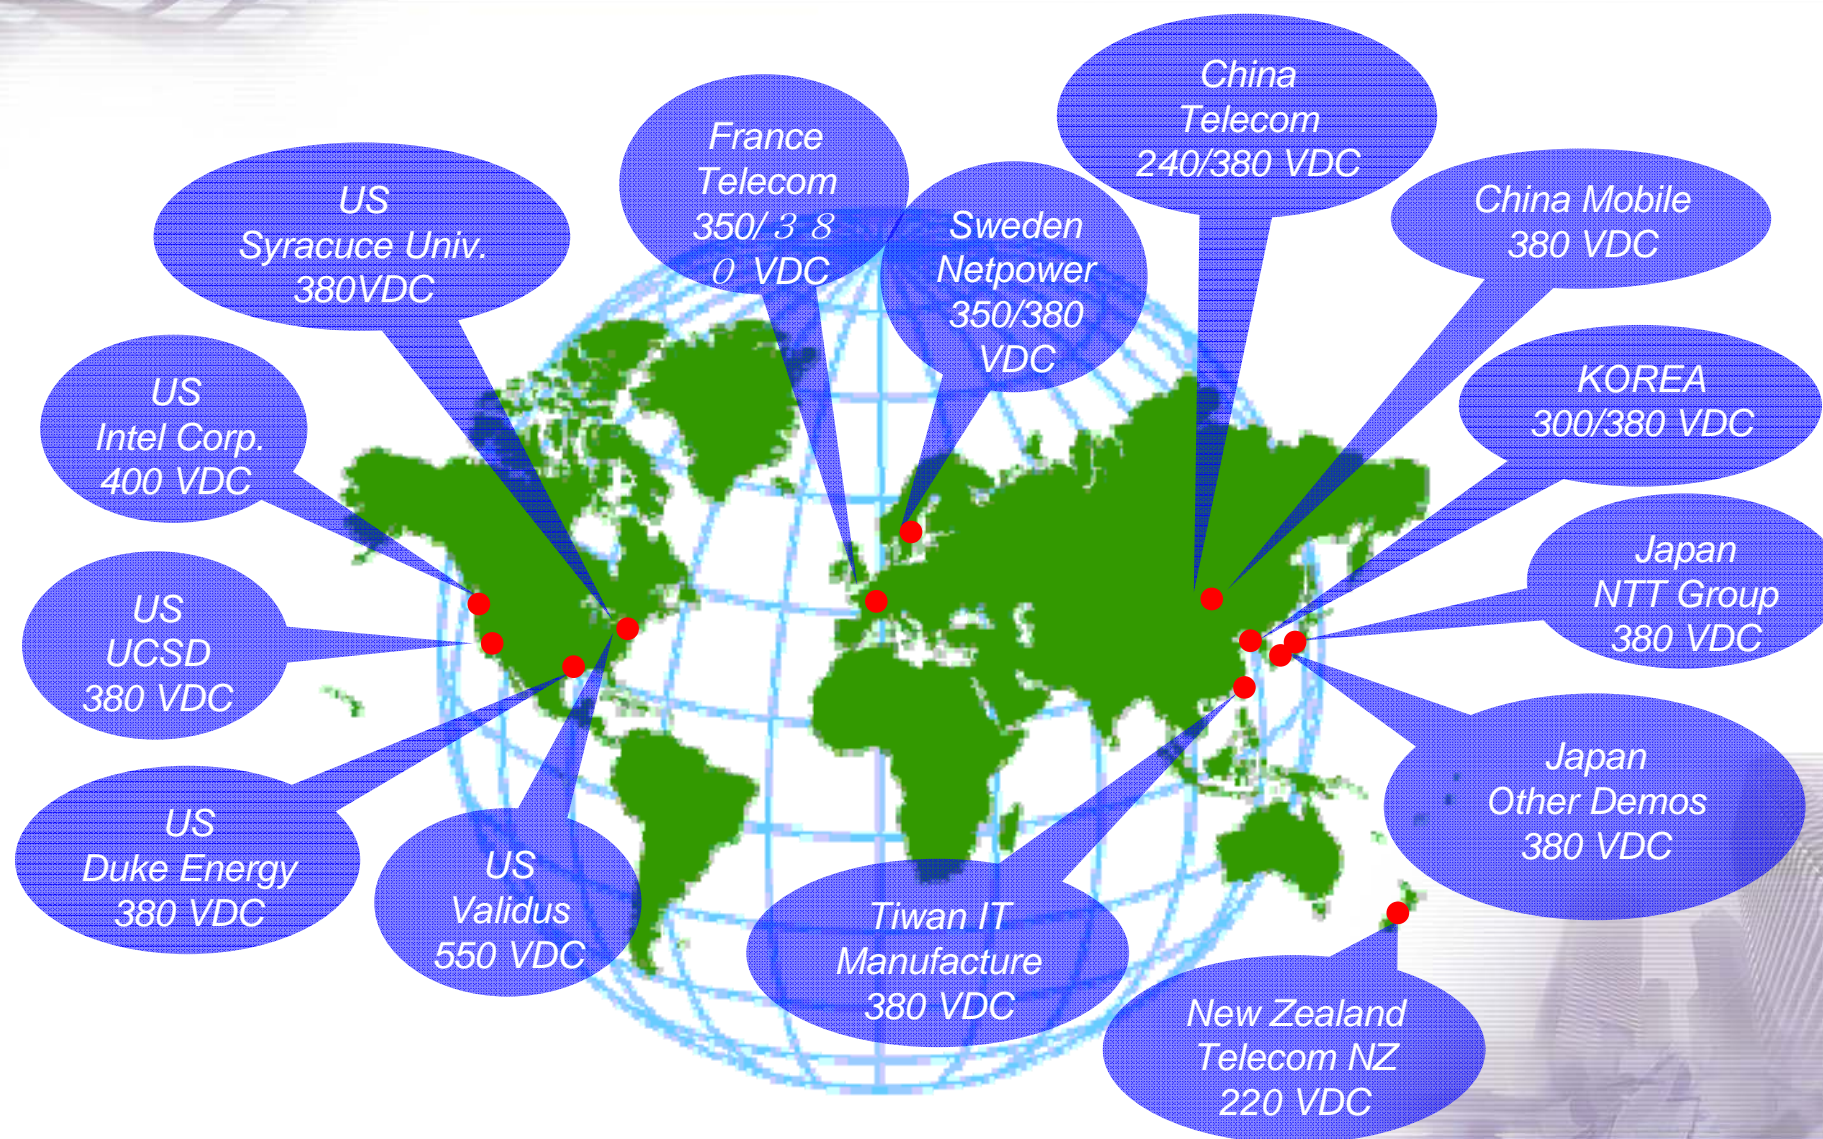 China
Telecom
240/380 VDC
France
Telecom
350/３８
０ VDC
China Mobile
380 VDC
US
Syracuce Univ.
380VDC
Sweden
Netpower
350/380
VDC
KOREA
300/380 VDC
US
Intel Corp.
400 VDC
Japan
NTT Group
380 VDC
US
UCSD
380 VDC
Japan
Other Demos
380 VDC
US
Duke Energy
380 VDC
US
Validus
550 VDC
Tiwan IT
Manufacture
380 VDC
New Zealand
Telecom NZ
220 VDC